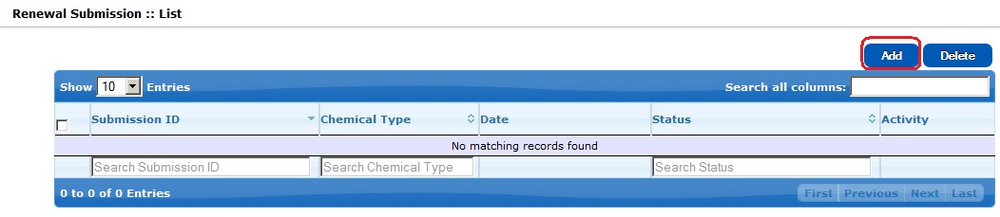 Renewal Submission :: List
Add Delete
Show 10 Entries Search all columns:
Submission ID Chemical Type Date Status Activity
No matching records found
Search Submission ID Search Chemical Type Search Status
0 to 0 of 0 Entries First Previous Next Last